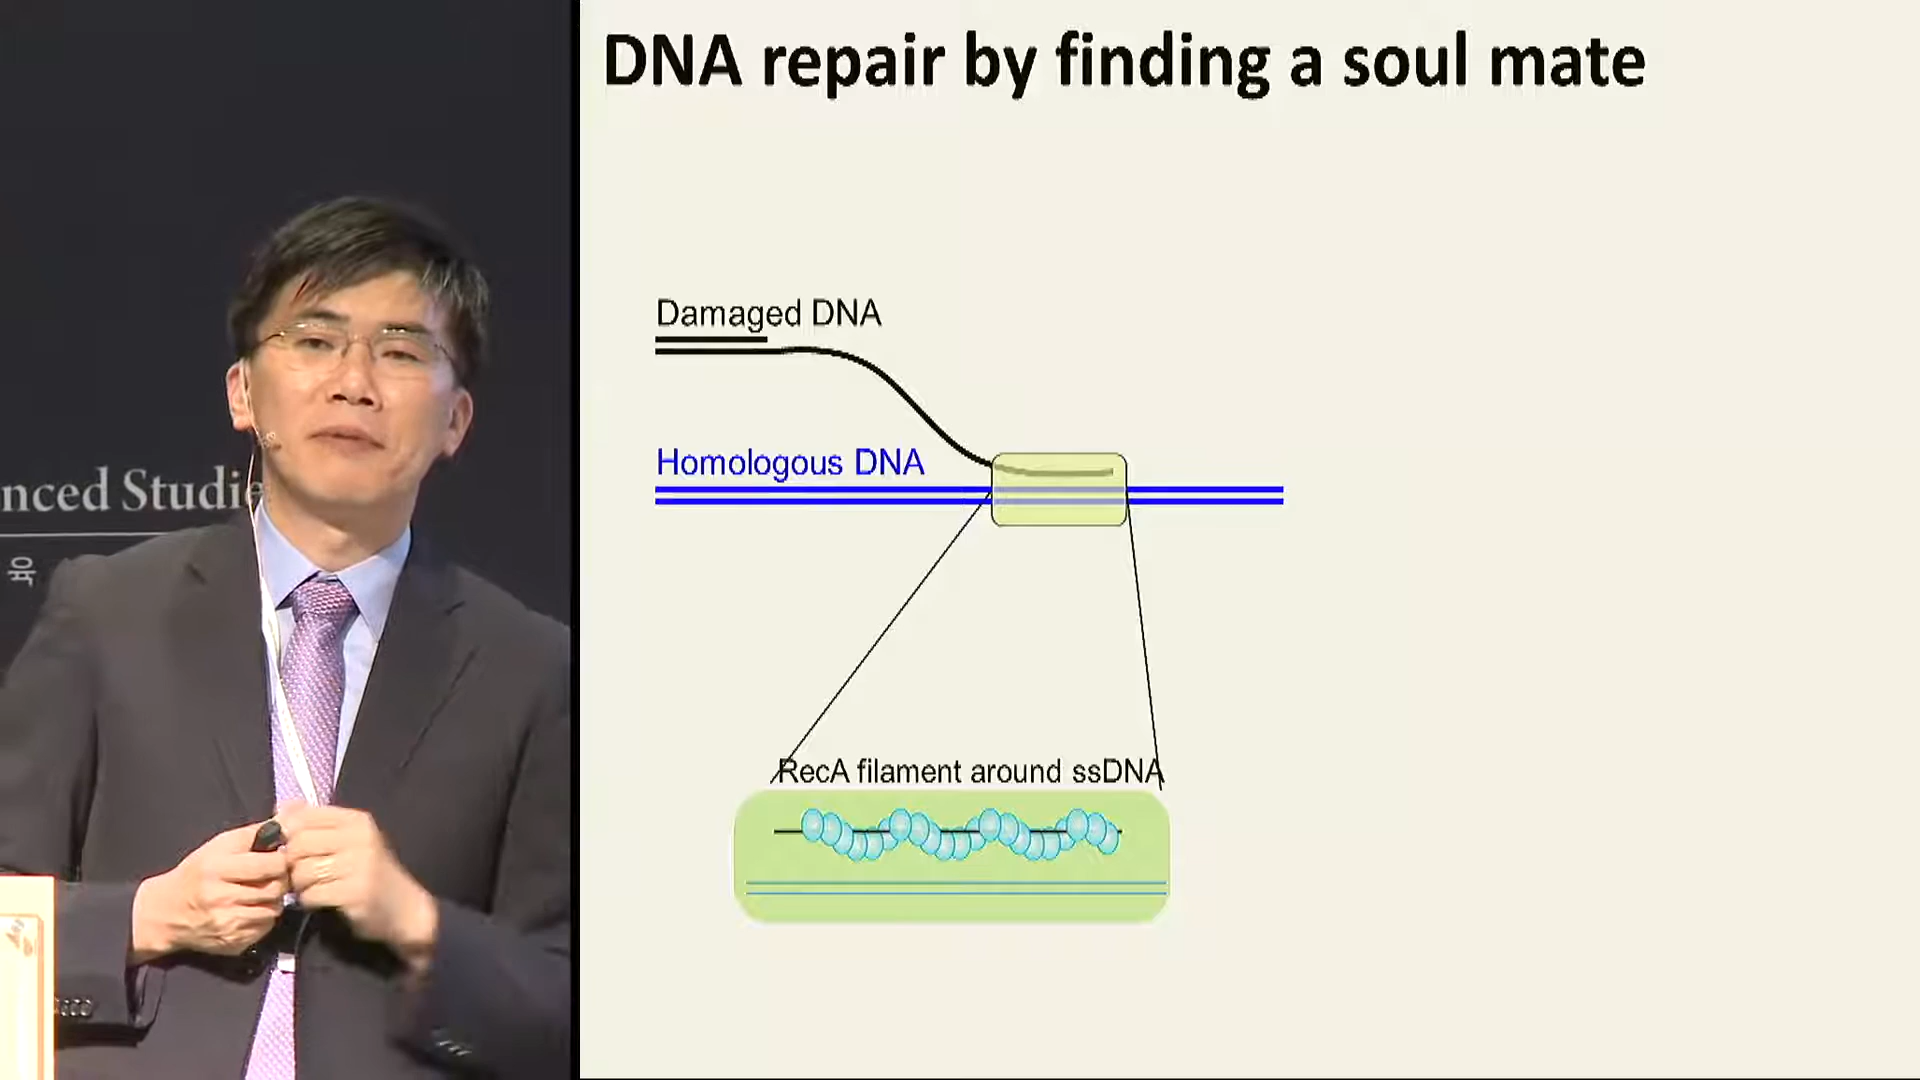 DNA repair by finding a soul mate
Damaged DNA
Homologous DNA
nced Studie
육
RecA filament around ssDNA